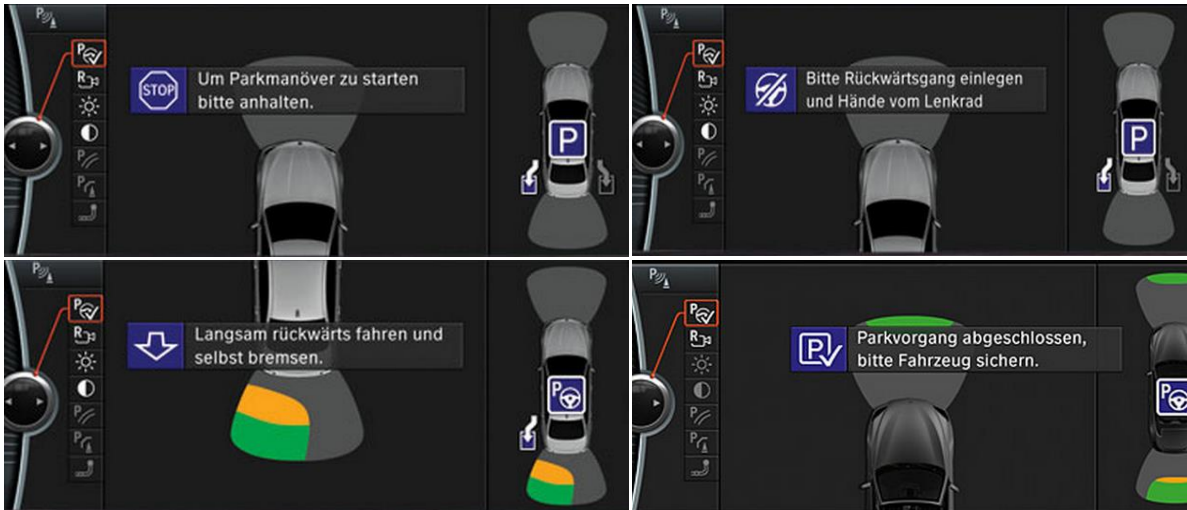 P
P
R
P
P
STOP
Um Parkmanöver zu starten
bitte anhalten.
P
P
P
R
P
P
Bitte Rückwärtsgang einlegen
und Hände vom Lenkrad
P
P
P
R
P
P
Langsam rückwärts fahren und
selbst bremsen.
P
P
P
R
P
P
P
Parkvorgang abgeschlossen,
bitte Fahrzeug sichern.
P